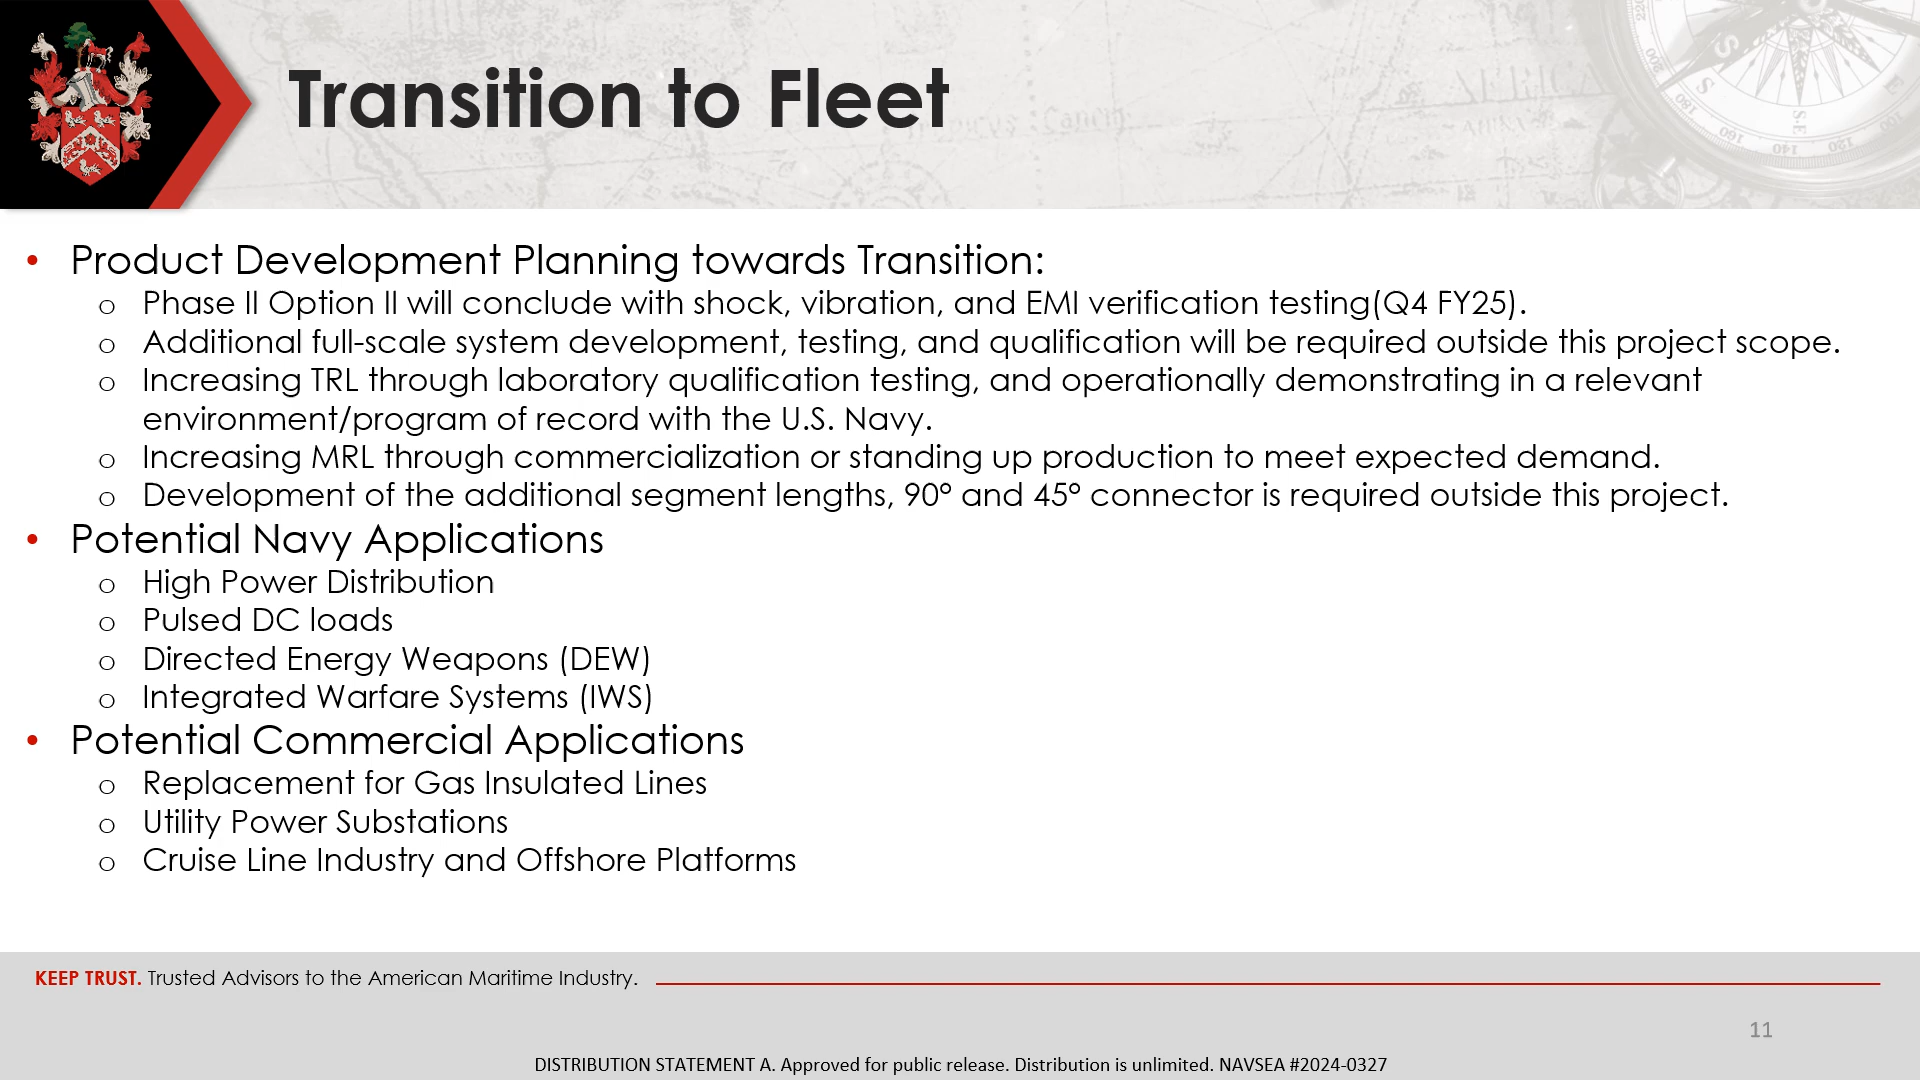 Transition to Fleet
• Product Development Planning towards Transition:
o Phase II Option II will conclude with shock, vibration, and EMI verification testing(Q4 FY25).
o Additional full-scale system development, testing, and qualification will be required outside this project scope.
o Increasing TRL through laboratory qualification testing, and operationally demonstrating in a relevant
environment/program of record with the U.S. Navy.
o Increasing MRL through commercialization or standing up production to meet expected demand.
o Development of the additional segment lengths, 90° and 45° connector is required outside this project.
• Potential Navy Applications
o High Power Distribution
o Pulsed DC loads
o Directed Energy Weapons (DEW)
o Integrated Warfare Systems (IWS)
• Potential Commercial Applications
o Replacement for Gas Insulated Lines
o Utility Power Substations
o Cruise Line Industry and Offshore Platforms
KEEP TRUST. Trusted Advisors to the American Maritime Industry.
11
DISTRIBUTION STATEMENT A. Approved for public release. Distribution is unlimited. NAVSEA #2024-0327